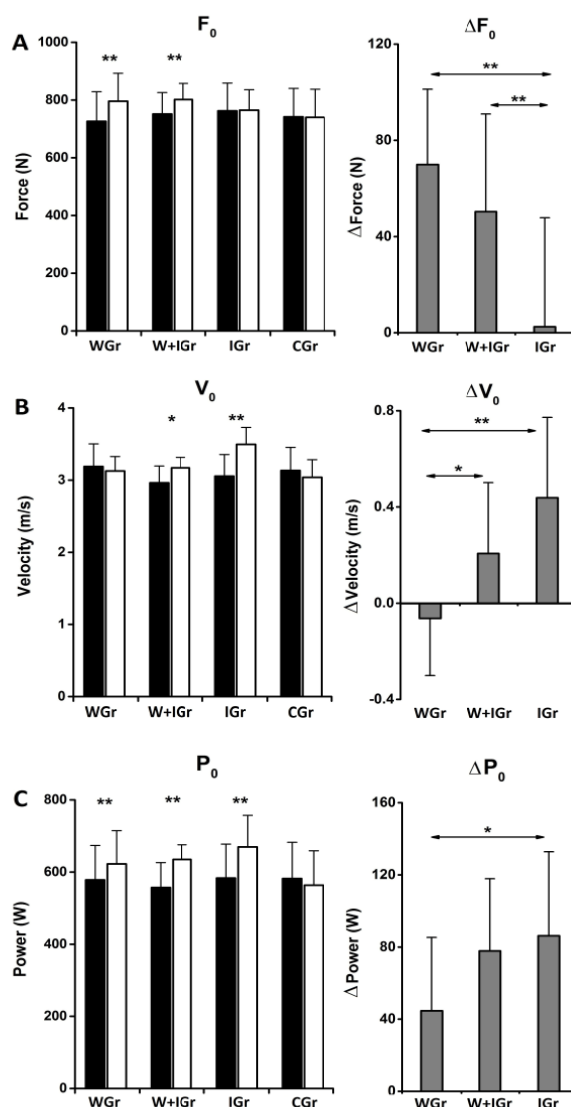 A
F₀
1000
800
600
400
200
0
Force (N)
** **
WGr W+IGr IGr CGr
ΔF₀
120
80
40
0
ΔForce (N)
**
**
WGr W+IGr IGr
B
V₀
4
3
2
1
0
Velocity (m/s)
* **
WGr W+IGr IGr CGr
ΔV₀
0.8
0.4
0.0
-0.4
ΔVelocity (m/s)
**
*
WGr W+IGr IGr
C
P₀
800
600
400
200
0
Power (W)
** ** **
WGr W+IGr IGr CGr
ΔP₀
160
120
80
40
0
ΔPower (W)
*
WGr W+IGr IGr